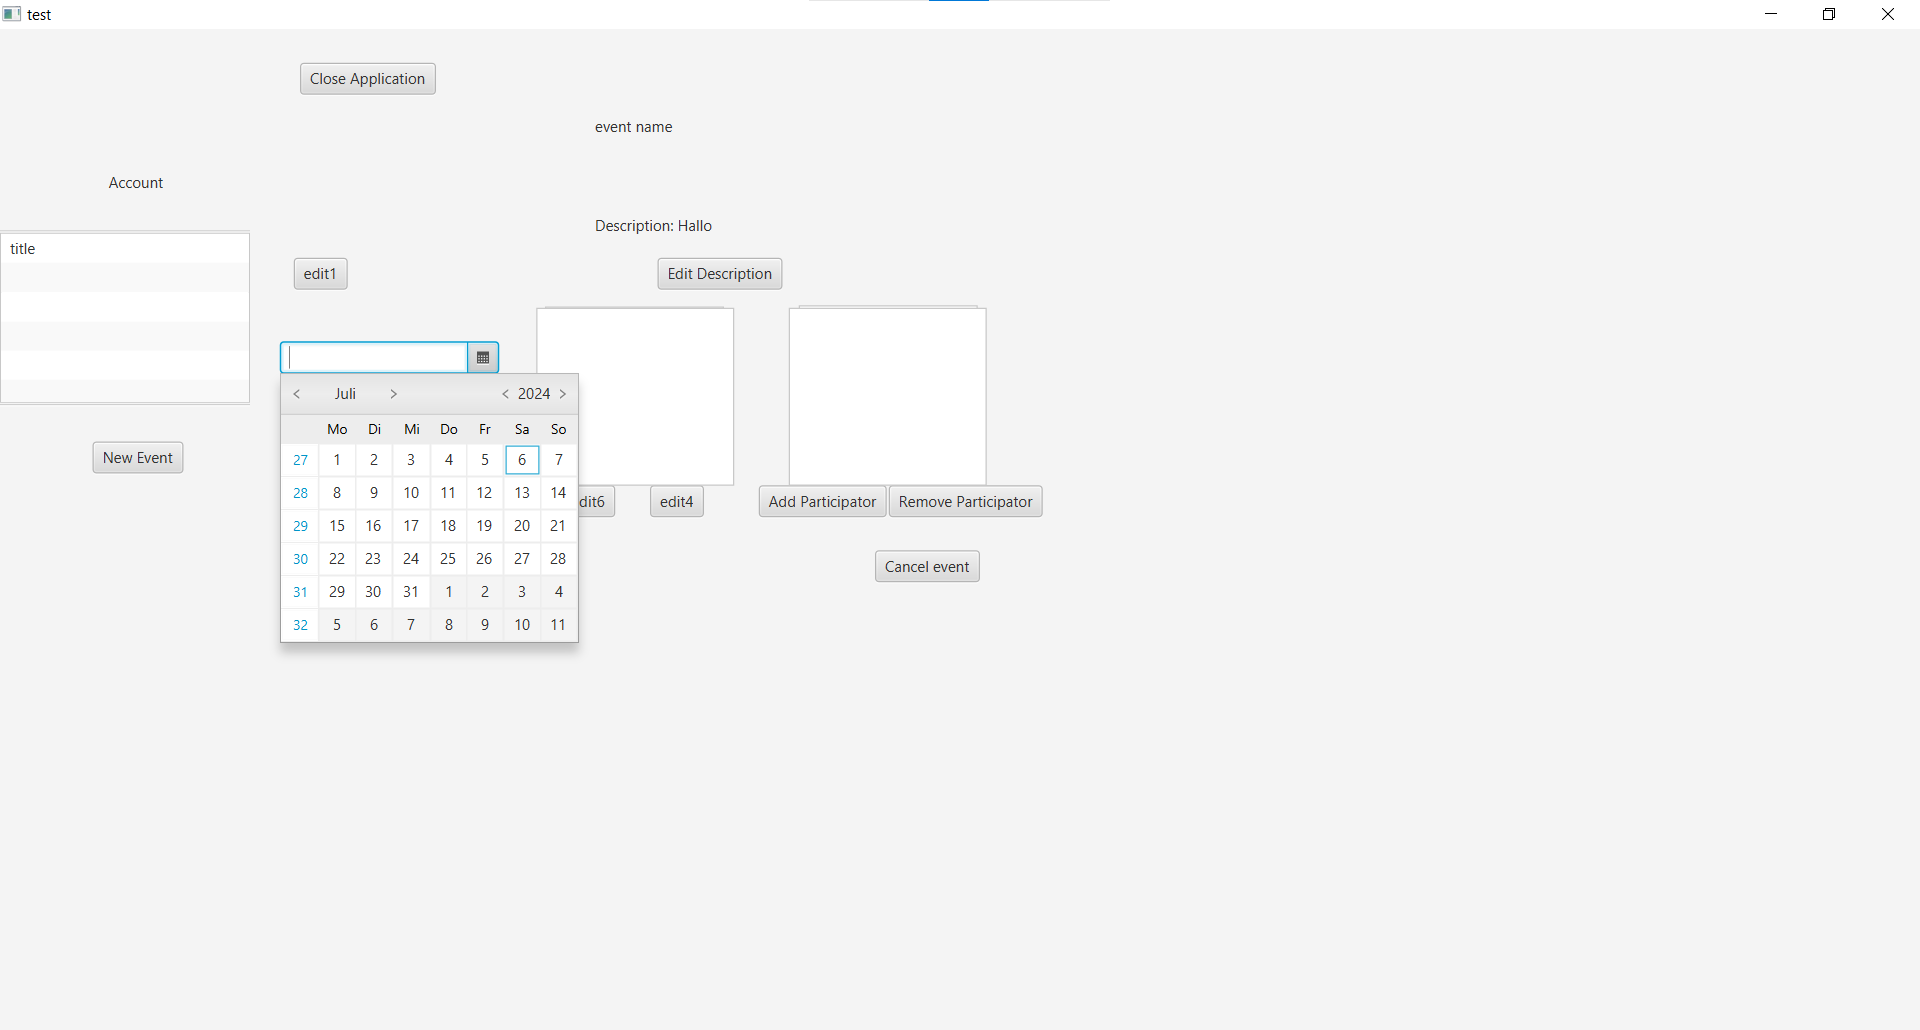 test
Close Application
event name
Account
Description: Hallo
title
edit1
Edit Description
< Juli > < 2024 >
Mo Di Mi Do Fr Sa So
27 1 2 3 4 5 6 7
28 8 9 10 11 12 13 14
29 15 16 17 18 19 20 21
30 22 23 24 25 26 27 28
31 29 30 31 1 2 3 4
32 5 6 7 8 9 10 11
New Event
dit6
edit4
Add Participator
Remove Participator
Cancel event